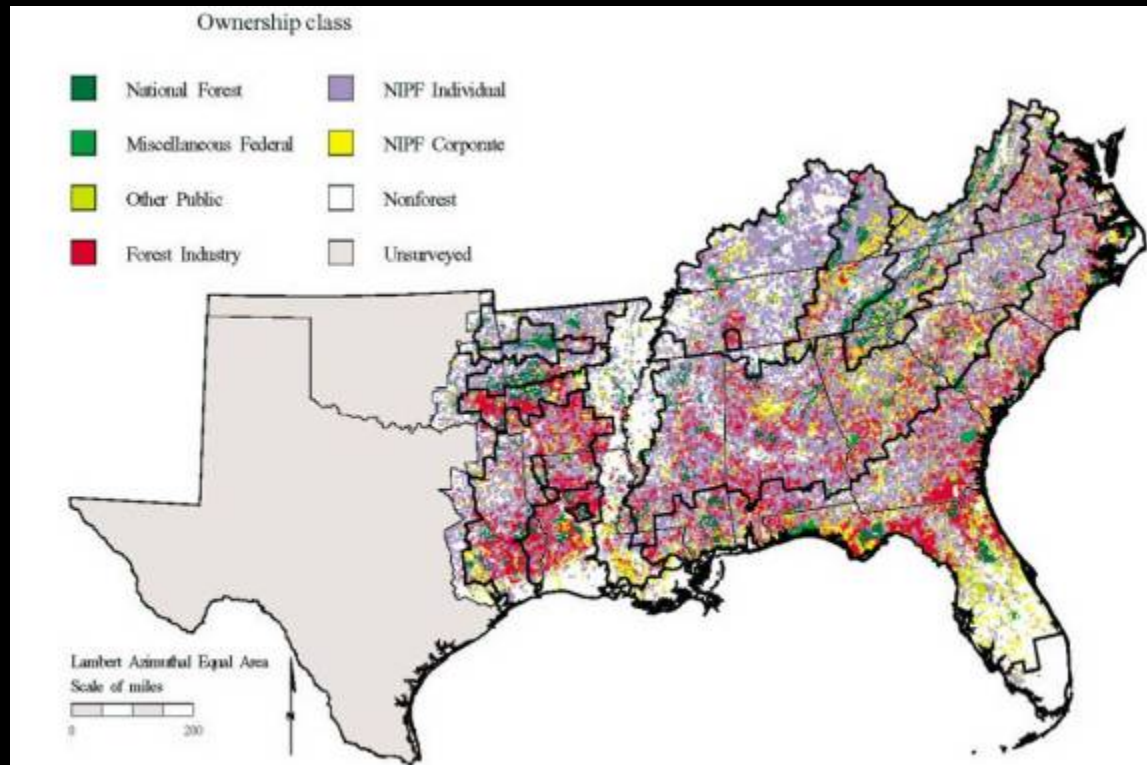 Ownership class
National Forest
NIPF Individual
Miscellaneous Federal
NIPF Corporate
Other Public
Nonforest
Forest Industry
Unsurveyed
Lambert Azimuthal Equal Area
Scale of miles
0
200